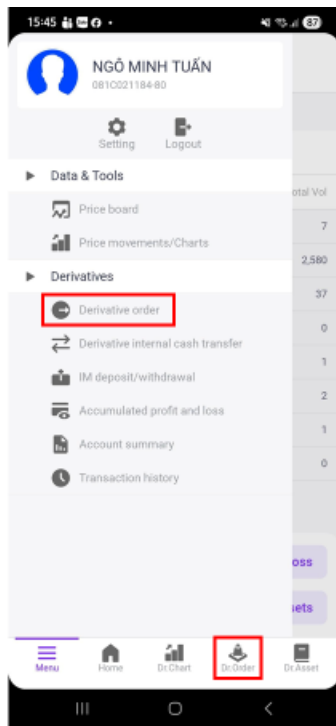 15:45
87
NGÔ MINH TUẤN
081C021184-80
Setting Logout
Data & Tools
Price board
Price movements/Charts
Derivatives
Derivative order
Derivative internal cash transfer
IM deposit/withdrawal
Accumulated profit and loss
Account summary
Transaction history
otal Vol
7
2,580
37
0
1
2
1
0
oss
ets
Menu Home Dr.Chart Dr.Order Dr.Asset